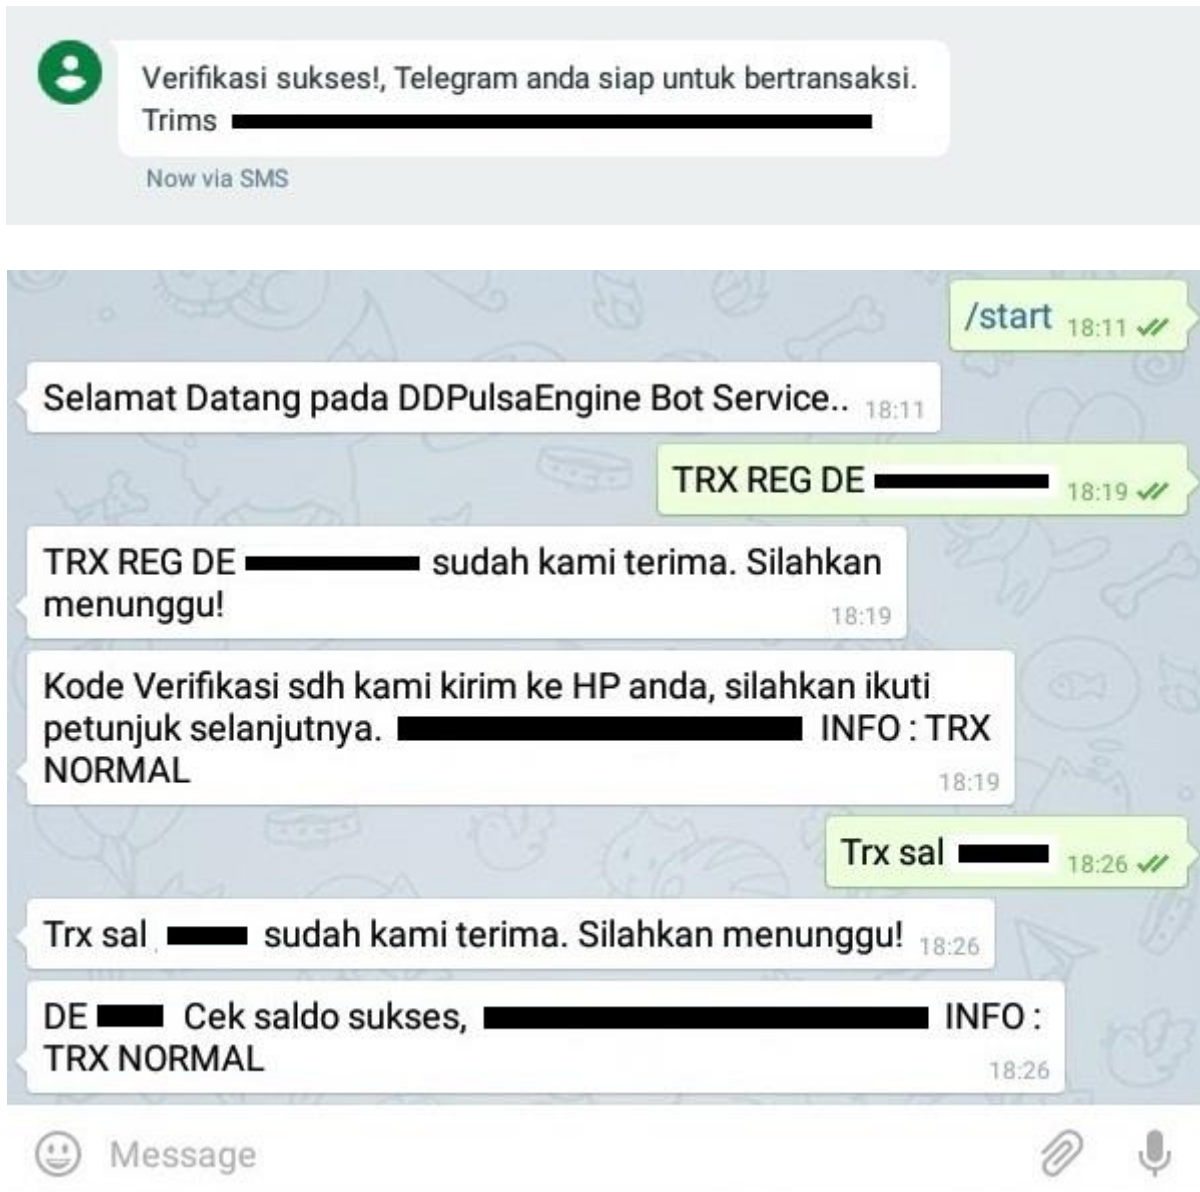 Verifikasi sukses!, Telegram anda siap untuk bertransaksi.
Trims
Now via SMS
/start 18:11
Selamat Datang pada DDPulsaEngine Bot Service.. 18:11
TRX REG DE 18:19
TRX REG DE sudah kami terima. Silahkan
menunggu! 18:19
Kode Verifikasi sdh kami kirim ke HP anda, silahkan ikuti
petunjuk selanjutnya. INFO : TRX
NORMAL 18:19
Trx sal 18:26
Trx sal sudah kami terima. Silahkan menunggu! 18:26
DE Cek saldo sukses, INFO :
TRX NORMAL 18:26
Message